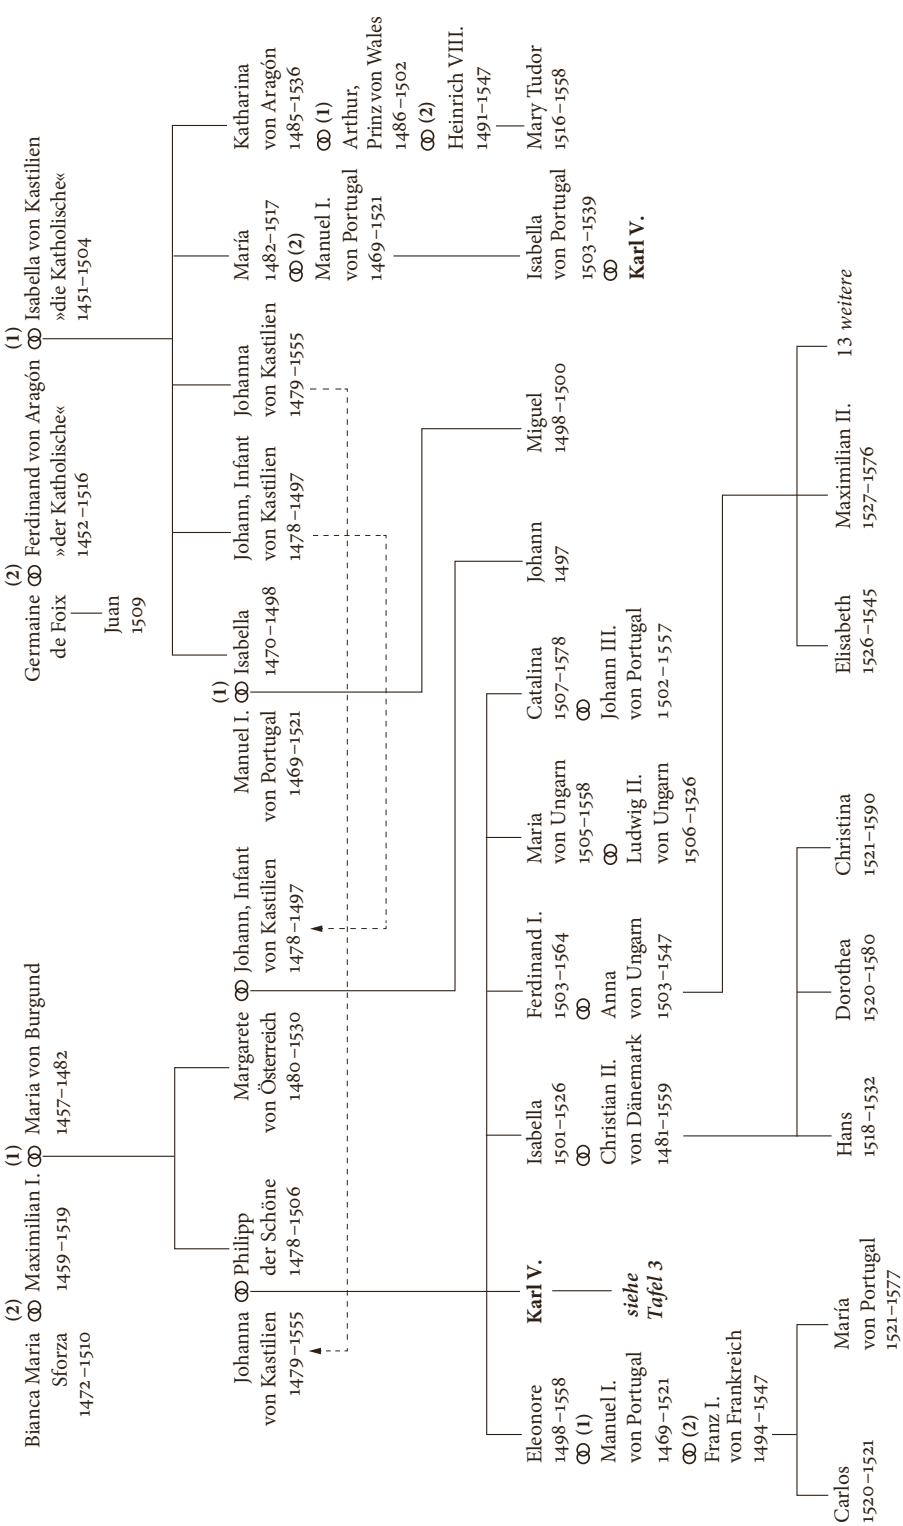 (2)
(1)
Bianca Maria ⚭ Maximilian I. ⚭ Maria von Burgund
Sforza
1459–1519
1457–1482
1472–1510
(2)
(1)
Germaine ⚭ Ferdinand von Aragón ⚭ Isabella von Kastilien
de Foix
»der Katholische«
»die Katholische«
1452–1516
1451–1504
Juan
1509
Johanna ⚭ Philipp
von Kastilien
der Schöne
1479–1555
1478–1506
Margarete ⚭ Johann, Infant
von Österreich
von Kastilien
1480–1530
1478–1497
(1)
Manuel I. ⚭ Isabella
von Portugal
1470–1498
1469–1521
Johann, Infant
von Kastilien
1478–1497
Johanna
von Kastilien
1479–1555
María
1482–1517
⚭ (2)
Manuel I.
von Portugal
1469–1521
Katharina
von Aragón
1485–1536
⚭ (1)
Arthur,
Prinz von Wales
1486–1502
⚭ (2)
Heinrich VIII.
1491–1547
Eleonore
1498–1558
⚭ (1)
Manuel I.
von Portugal
1469–1521
⚭ (2)
Franz I.
von Frankreich
1494–1547
Karl V.
siehe
Tafel 3
Isabella
1501–1526
⚭
Christian II.
von Dänemark
1481–1559
Ferdinand I.
1503–1564
⚭
Anna
von Ungarn
1503–1547
Maria
von Ungarn
1505–1558
⚭
Ludwig II.
von Ungarn
1506–1526
Catalina
1507–1578
⚭
Johann III.
von Portugal
1502–1557
Johann
1497
Miguel
1498–1500
Isabella
von Portugal
1503–1539
⚭
Karl V.
Mary Tudor
1516–1558
Carlos
1520–1521
María
von Portugal
1521–1577
Hans
1518–1532
Dorothea
1520–1580
Christina
1521–1590
Elisabeth
1526–1545
Maximilian II.
1527–1576
13 weitere